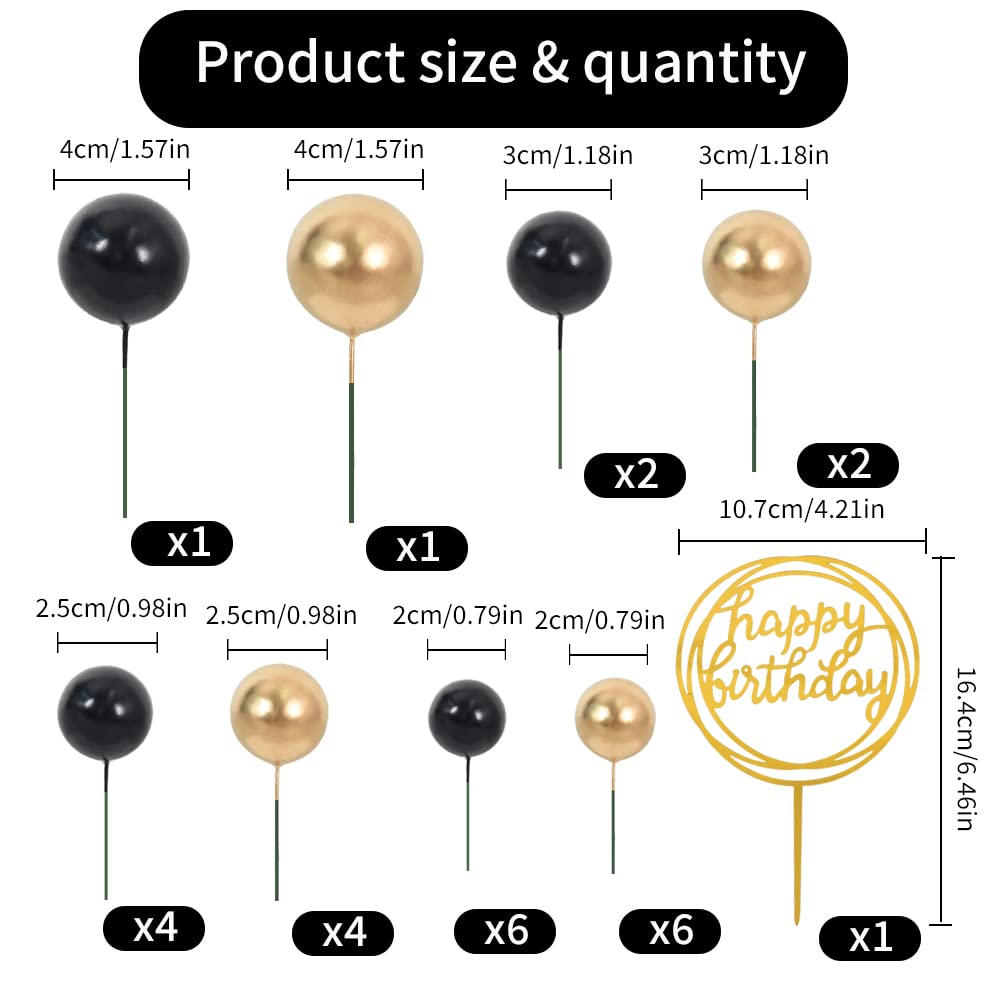 Product size & quantity
4cm/1.57in
4cm/1.57in
3cm/1.18in
3cm/1.18in
x1
x1
x2
x2
10.7cm/4.21in
16.4cm/6.46in
happy
birthday
2.5cm/0.98in
2.5cm/0.98in
2cm/0.79in
2cm/0.79in
x4
x4
x6
x6
x1